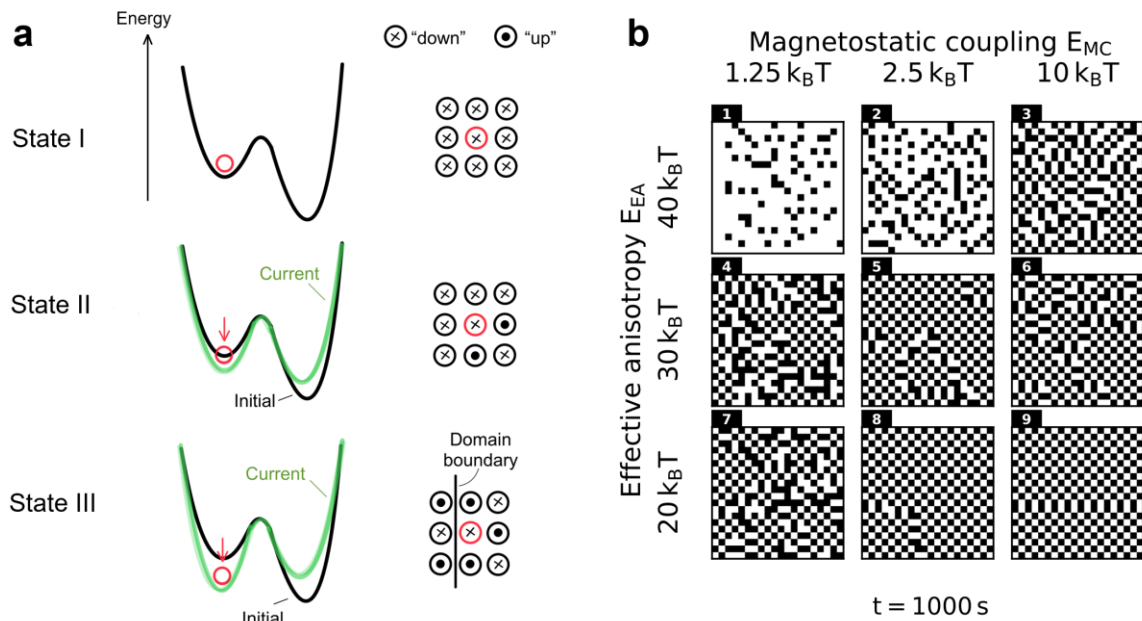 a
Energy
"down"
"up"
State I
State II
Current
Initial
State III
Domain
boundary
Current
Initial
b
Magnetostatic coupling E_MC
1.25 k_BT
2.5 k_BT
10 k_BT
Effective anisotropy E_EA
40 k_BT
30 k_BT
20 k_BT
1
2
3
4
5
6
7
8
9
t = 1000 s